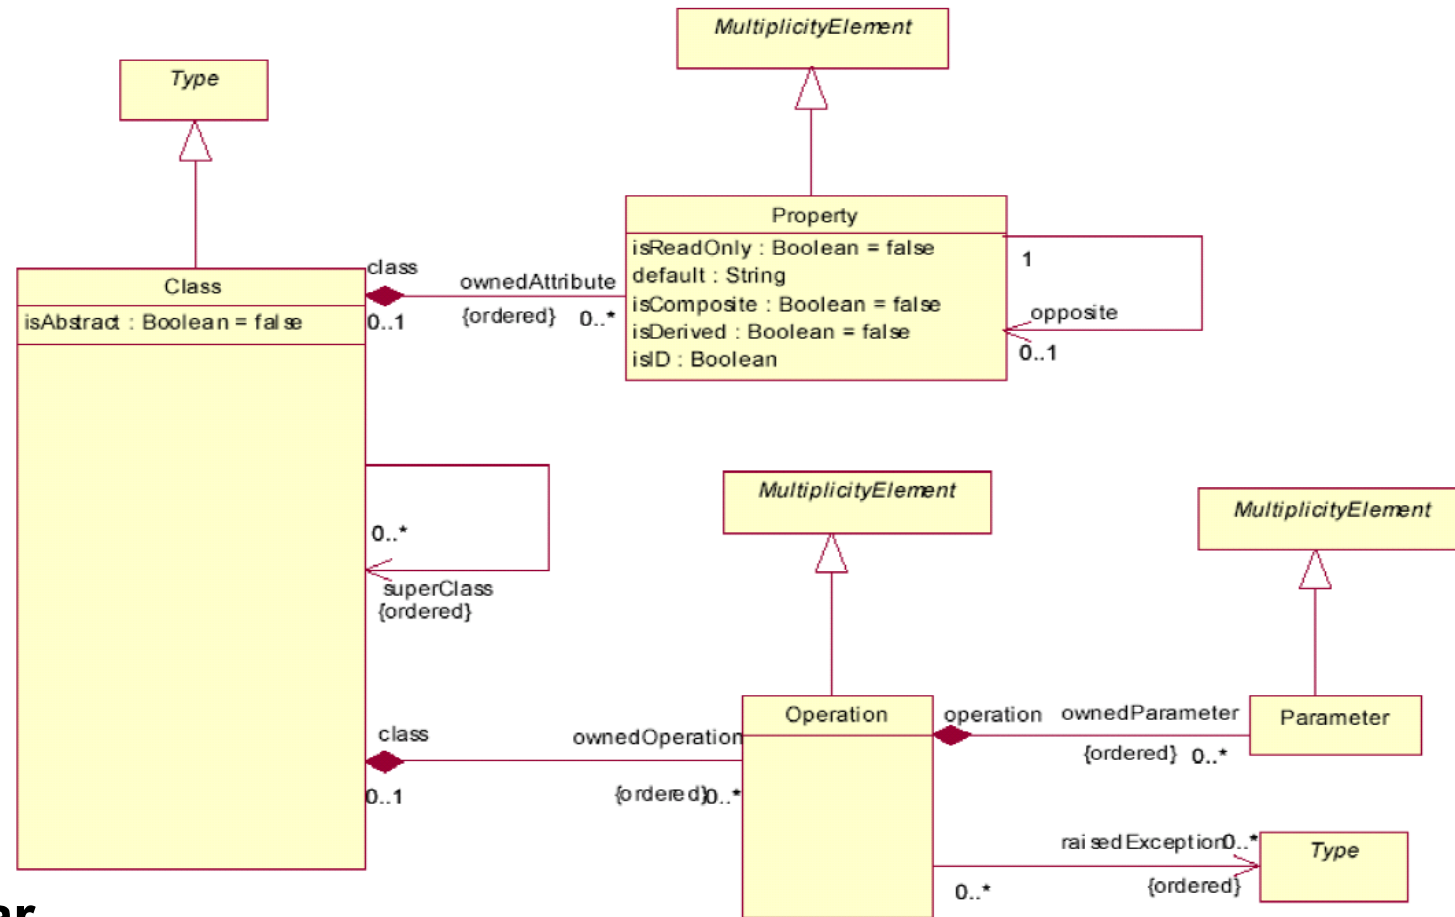 MultiplicityElement
Type
Property
isReadOnly : Boolean = false
default : String
isComposite : Boolean = false
isDerived : Boolean = false
isID : Boolean
1
opposite
0..1
Class
isAbstract : Boolean = false
class
0..1
ownedAttribute
{ordered} 0..*
0..*
superClass
{ordered}
MultiplicityElement
MultiplicityElement
class
0..1
ownedOperation
{ordered}0..*
Operation
operation
ownedParameter
{ordered} 0..*
Parameter
raisedException0..*
{ordered}
0..*
Type